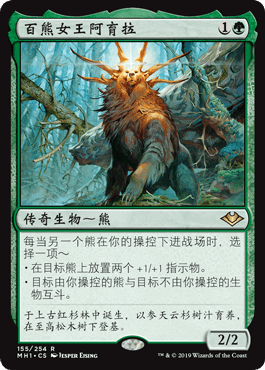 百熊女王阿育拉 1
传奇生物~熊
每当另一个熊在你的操控下进战场时，选
择一项～
•在目标熊上放置两个 +1/+1 指示物。
•目标由你操控的熊与目标不由你操控的生
物互斗。
于上古红杉林中诞生，以参天云杉树汁育养，
在至高松木树下登基。
2/2
155/254 R
MH1 • CS JESPER EJSING
™ & © 2019 Wizards of the Coast